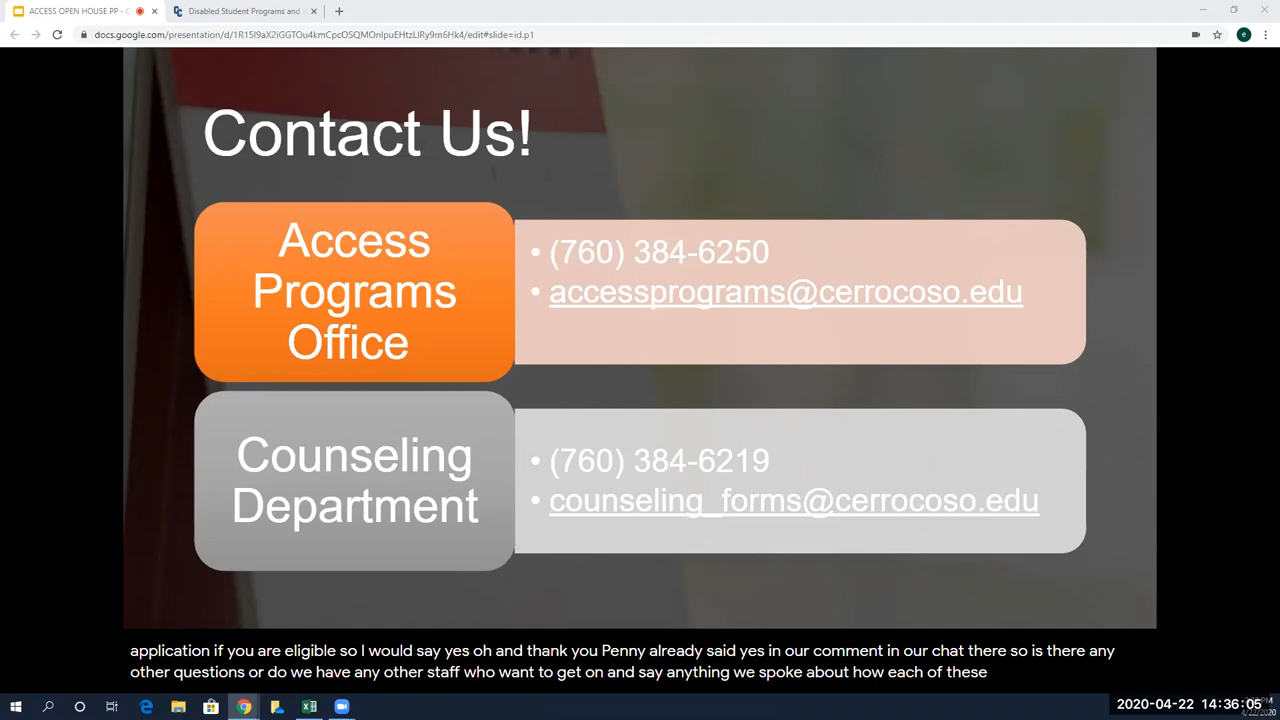 ACCESS OPEN HOUSE PP - 
Disabled Student Programs and
docs.google.com/presentation/d/1R15I9aX2iGGTOu4kmCpcOSQMOnIpuEHtzLlRy9m6Hk4/edit#slide=id.p1
e
Contact Us!
Access
Programs
Office
• (760) 384-6250
• accessprograms@cerrocoso.edu
Counseling
Department
• (760) 384-6219
• counseling_forms@cerrocoso.edu
application if you are eligible so I would say yes oh and thank you Penny already said yes in our comment in our chat there so is there any
other questions or do we have any other staff who want to get on and say anything we spoke about how each of these
2020-04-22 14:36:05